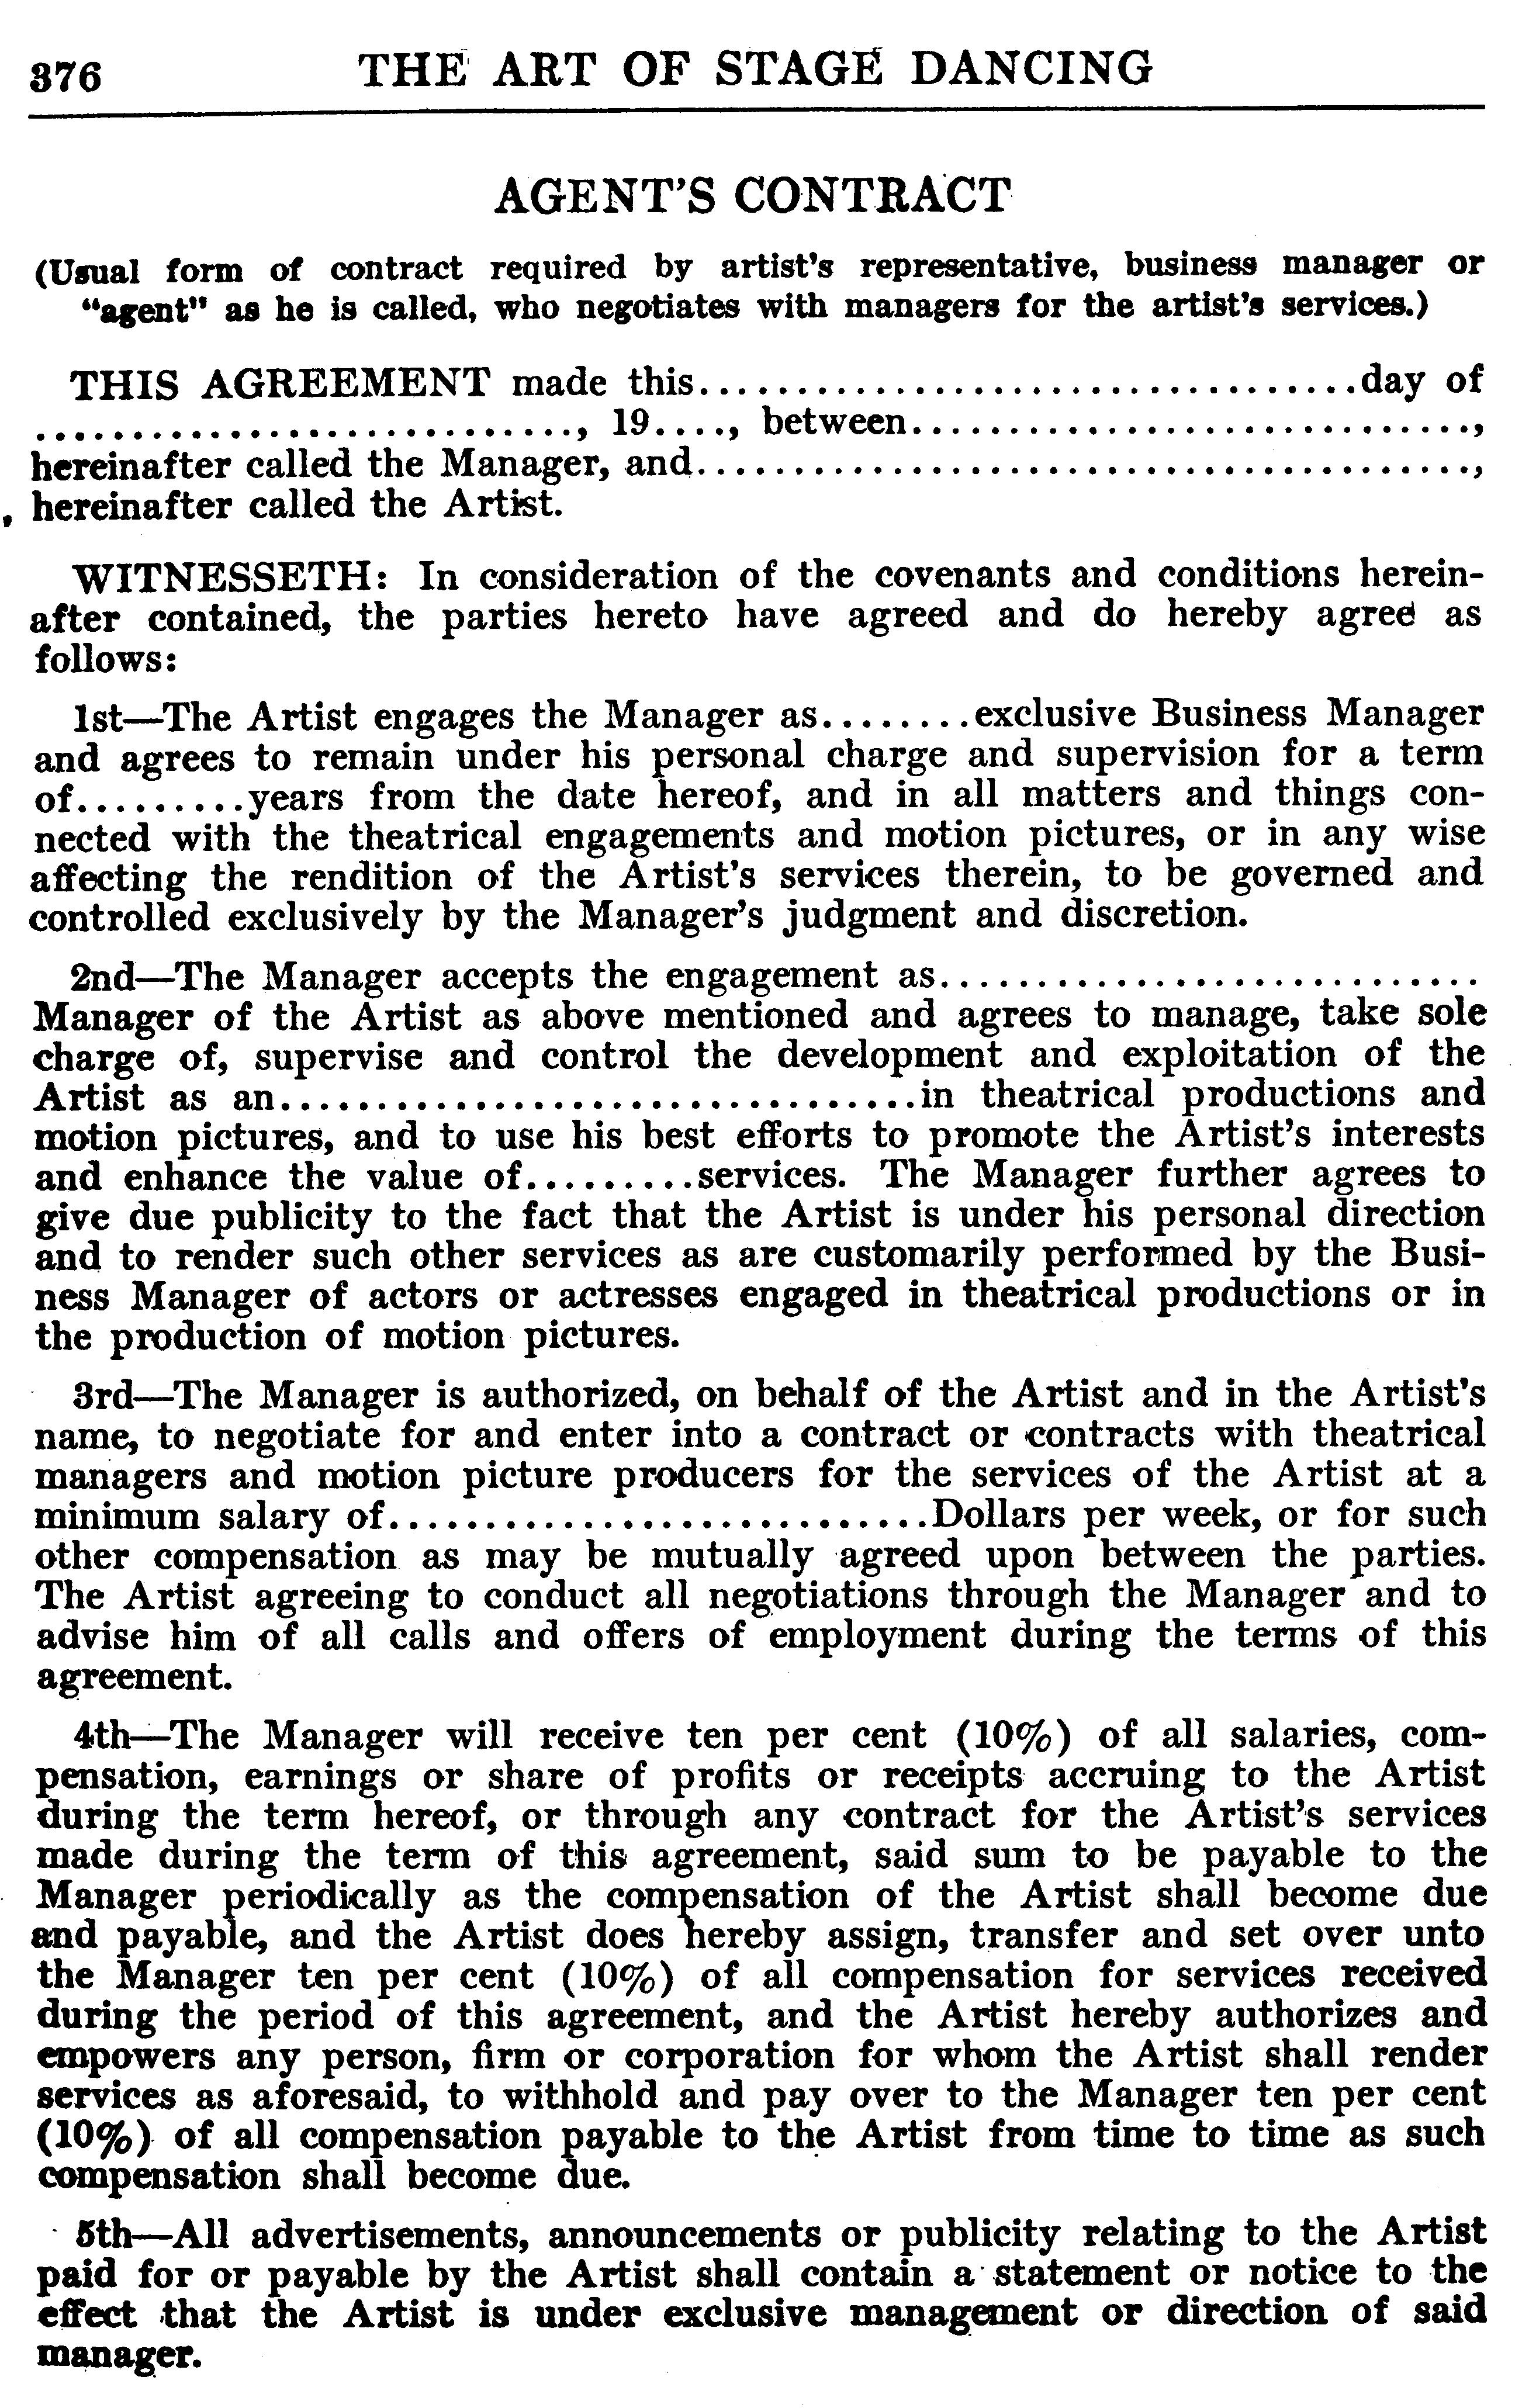 376 THE ART OF STAGE DANCING
AGENT'S CONTRACT
(Usual form of contract required by artist's representative, business manager or
"agent" as he is called, who negotiates with managers for the artist's services.)
THIS AGREEMENT made this..................................day of
............................, 19...., between.............................,
hereinafter called the Manager, and........................................,
hereinafter called the Artist.
WITNESSETH: In consideration of the covenants and conditions herein-
after contained, the parties hereto have agreed and do hereby agree as
follows:
1st—The Artist engages the Manager as........exclusive Business Manager
and agrees to remain under his personal charge and supervision for a term
of.........years from the date hereof, and in all matters and things con-
nected with the theatrical engagements and motion pictures, or in any wise
affecting the rendition of the Artist's services therein, to be governed and
controlled exclusively by the Manager's judgment and discretion.
2nd—The Manager accepts the engagement as............................
Manager of the Artist as above mentioned and agrees to manage, take sole
charge of, supervise and control the development and exploitation of the
Artist as an.................................in theatrical productions and
motion pictures, and to use his best efforts to promote the Artist's interests
and enhance the value of.........services. The Manager further agrees to
give due publicity to the fact that the Artist is under his personal direction
and to render such other services as are customarily performed by the Busi-
ness Manager of actors or actresses engaged in theatrical productions or in
the production of motion pictures.
3rd—The Manager is authorized, on behalf of the Artist and in the Artist's
name, to negotiate for and enter into a contract or contracts with theatrical
managers and motion picture producers for the services of the Artist at a
minimum salary of............................Dollars per week, or for such
other compensation as may be mutually agreed upon between the parties.
The Artist agreeing to conduct all negotiations through the Manager and to
advise him of all calls and offers of employment during the terms of this
agreement.
4th—The Manager will receive ten per cent (10%) of all salaries, com-
pensation, earnings or share of profits or receipts accruing to the Artist
during the term hereof, or through any contract for the Artist's services
made during the term of this agreement, said sum to be payable to the
Manager periodically as the compensation of the Artist shall become due
and payable, and the Artist does hereby assign, transfer and set over unto
the Manager ten per cent (10%) of all compensation for services received
during the period of this agreement, and the Artist hereby authorizes and
empowers any person, firm or corporation for whom the Artist shall render
services as aforesaid, to withhold and pay over to the Manager ten per cent
(10%) of all compensation payable to the Artist from time to time as such
compensation shall become due.
5th—All advertisements, announcements or publicity relating to the Artist
paid for or payable by the Artist shall contain a statement or notice to the
effect that the Artist is under exclusive management or direction of said
manager.